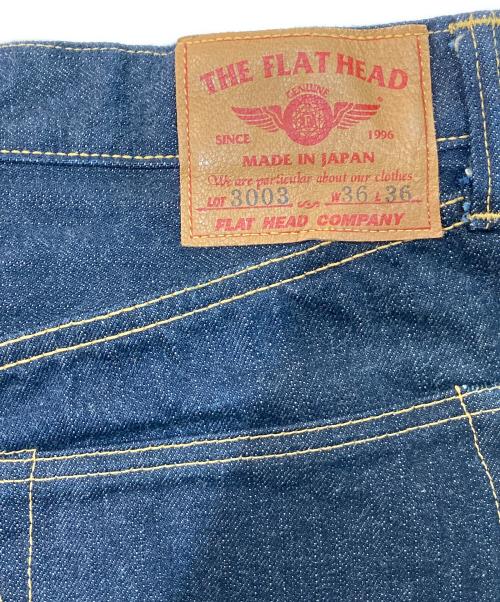 THE FLAT HEAD
GENUINE
SINCE 1996
MADE IN JAPAN
We are particular about our clothes
LOT 3003 W36 L36
FLAT HEAD COMPANY